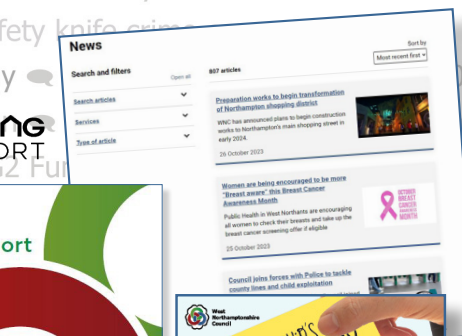 fety knife crime
News
Search and filters
Open all
Search articles
Services
Type of article
807 articles
Sort by
Most recent first
Preparation works to begin transformation
of Northampton shopping district
WNC has announced plans to begin construction
works to Northampton's main shopping street in
early 2024.
26 October 2023
Women are being encouraged to be more
"Breast aware" this Breast Cancer
Awareness Month
Public Health in West Northants are encouraging
all women to check their breasts and take up the
breast cancer screening offer if eligible
25 October 2023
OCTOBER
BREAST
CANCER
AWARENESS
MONTH
Council joins forces with Police to tackle
county lines and child exploitation
y
NG
ORT
G2 Fu
ort
West
Northamptonshire
Council